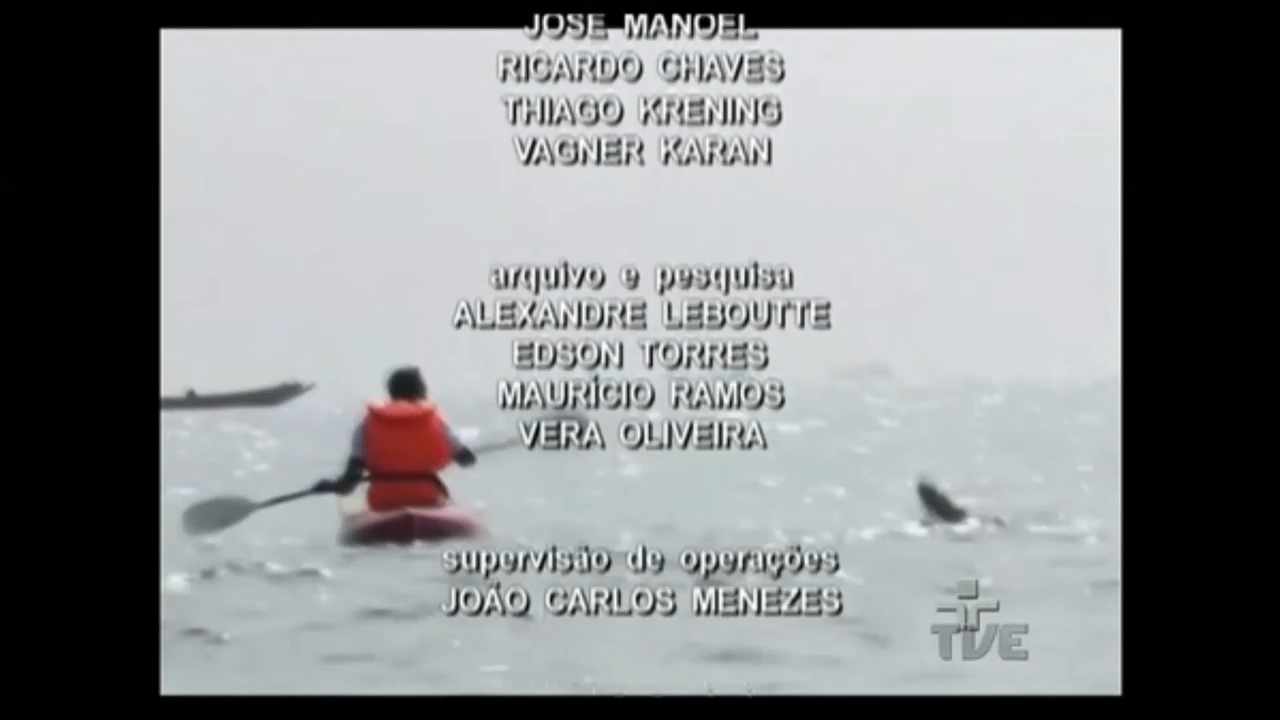 JOSÉ MANOEL
RICARDO CHAVES
THIAGO KRENING
VAGNER KARAN
arquivo e pesquisa
ALEXANDRE LEBOUTTE
EDSON TORRES
MAURÍCIO RAMOS
VERA OLIVEIRA
supervisão de operações
JOÃO CARLOS MENEZES
TVE